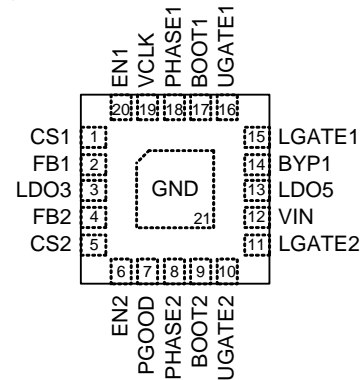 EN1 VCLK PHASE1 BOOT1 UGATE1
20 19 18 17 16
CS1 1 15 LGATE1
FB1 2 14 BYP1
LDO3 3 GND 13 LDO5
FB2 4 21 12 VIN
CS2 5 11 LGATE2
6 7 8 9 10
EN2 PGOOD PHASE2 BOOT2 UGATE2